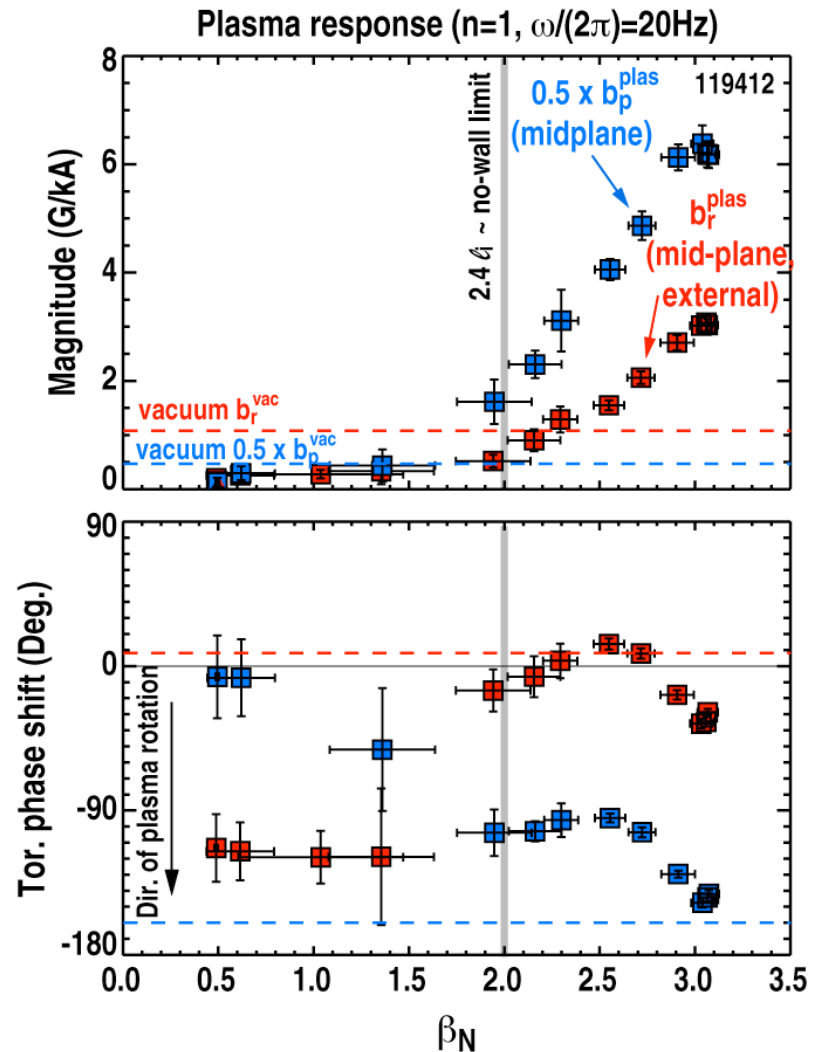 Plasma response (n=1, ω/(2π)=20Hz)
Magnitude (G/kA)
8
6
4
2
0
2.4 ℓi ~ no-wall limit
119412
0.5 x b_p^plas
(midplane)
b_r^plas
(mid-plane,
external)
vacuum b_r^vac
vacuum 0.5 x b_p^vac
Tor. phase shift (Deg.)
90
0
-90
-180
Dir. of plasma rotation
0.0 0.5 1.0 1.5 2.0 2.5 3.0 3.5
β_N